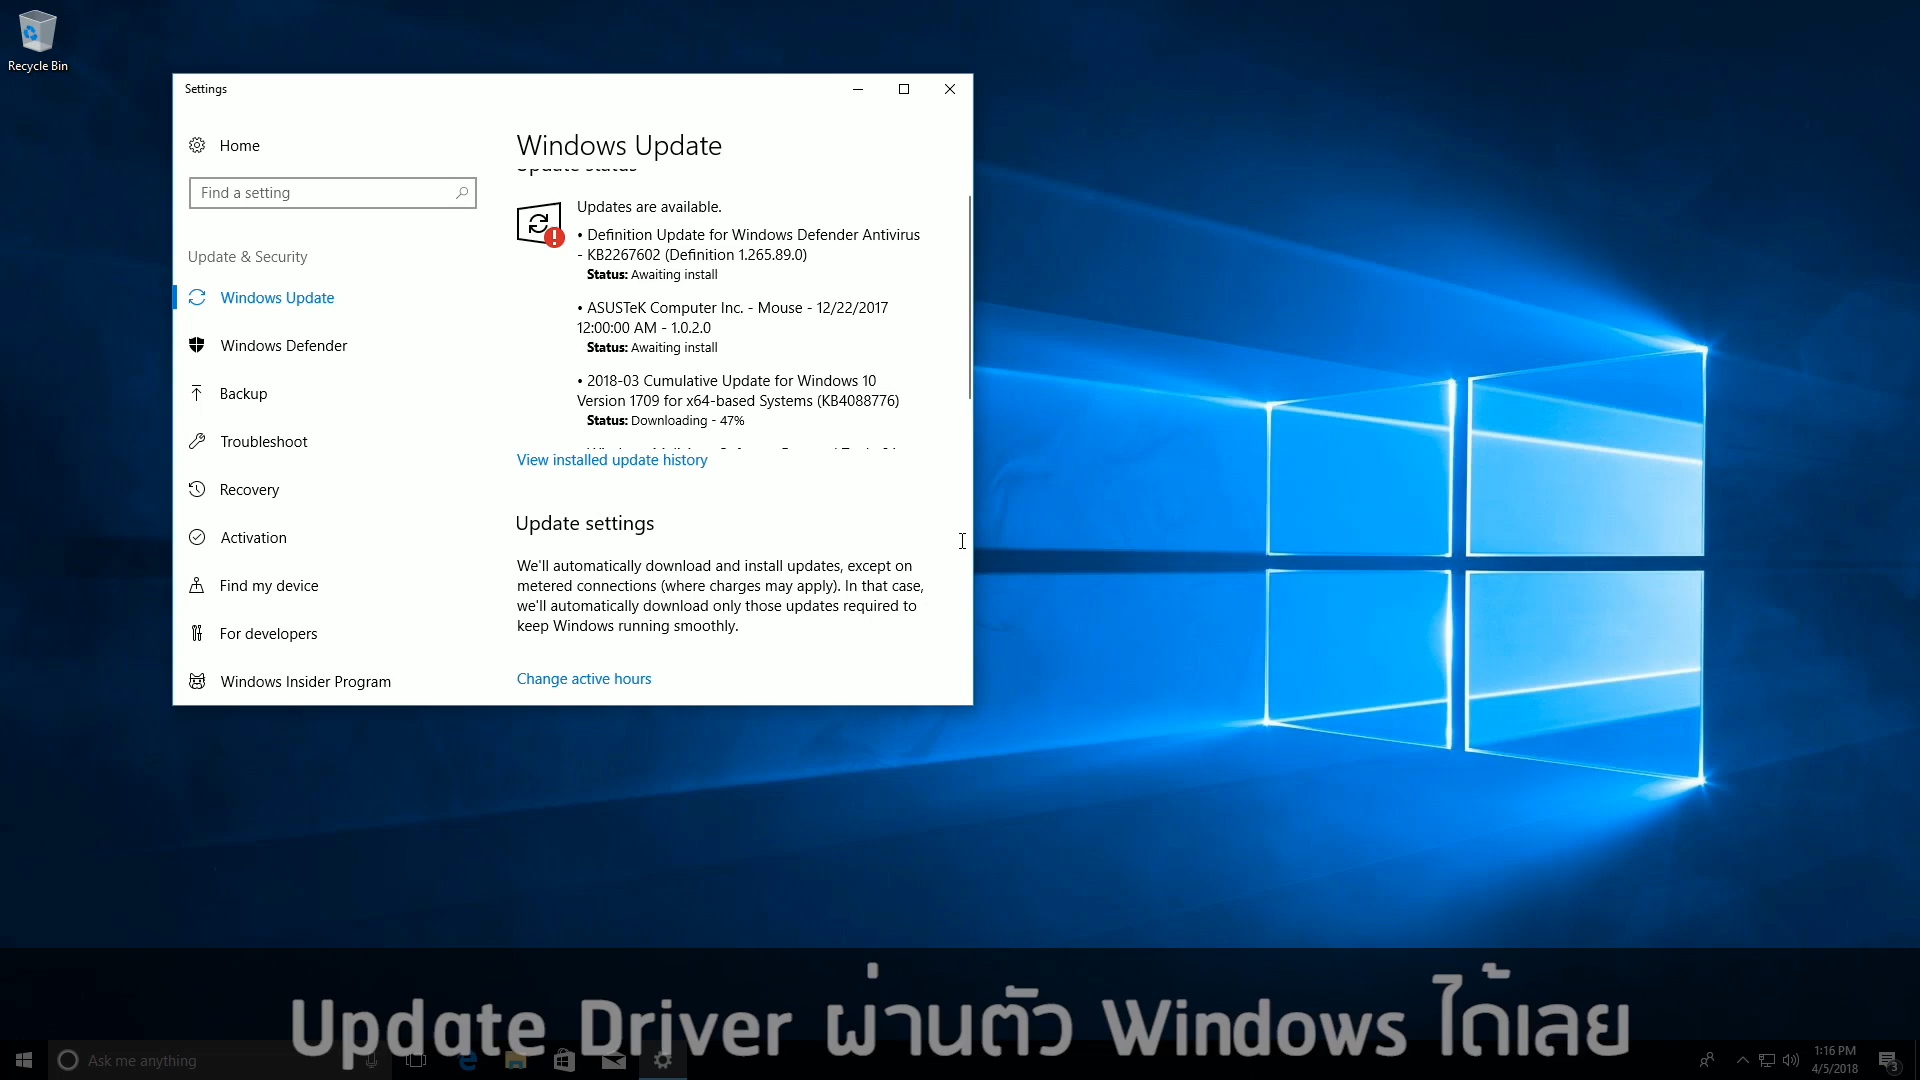 Recycle Bin
Settings
Home
Find a setting
Update & Security
Windows Update
Windows Defender
Backup
Troubleshoot
Recovery
Activation
Find my device
For developers
Windows Insider Program
Windows Update
Update status
Updates are available.
• Definition Update for Windows Defender Antivirus
- KB2267602 (Definition 1.265.89.0)
Status: Awaiting install
• ASUSTeK Computer Inc. - Mouse - 12/22/2017
12:00:00 AM - 1.0.2.0
Status: Awaiting install
• 2018-03 Cumulative Update for Windows 10
Version 1709 for x64-based Systems (KB4088776)
Status: Downloading - 47%
View installed update history
Update settings
We'll automatically download and install updates, except on
metered connections (where charges may apply). In that case,
we'll automatically download only those updates required to
keep Windows running smoothly.
Change active hours
Update Driver ผ่านตัว Windows ได้เลย
Ask me anything
1:16 PM
4/5/2018
3